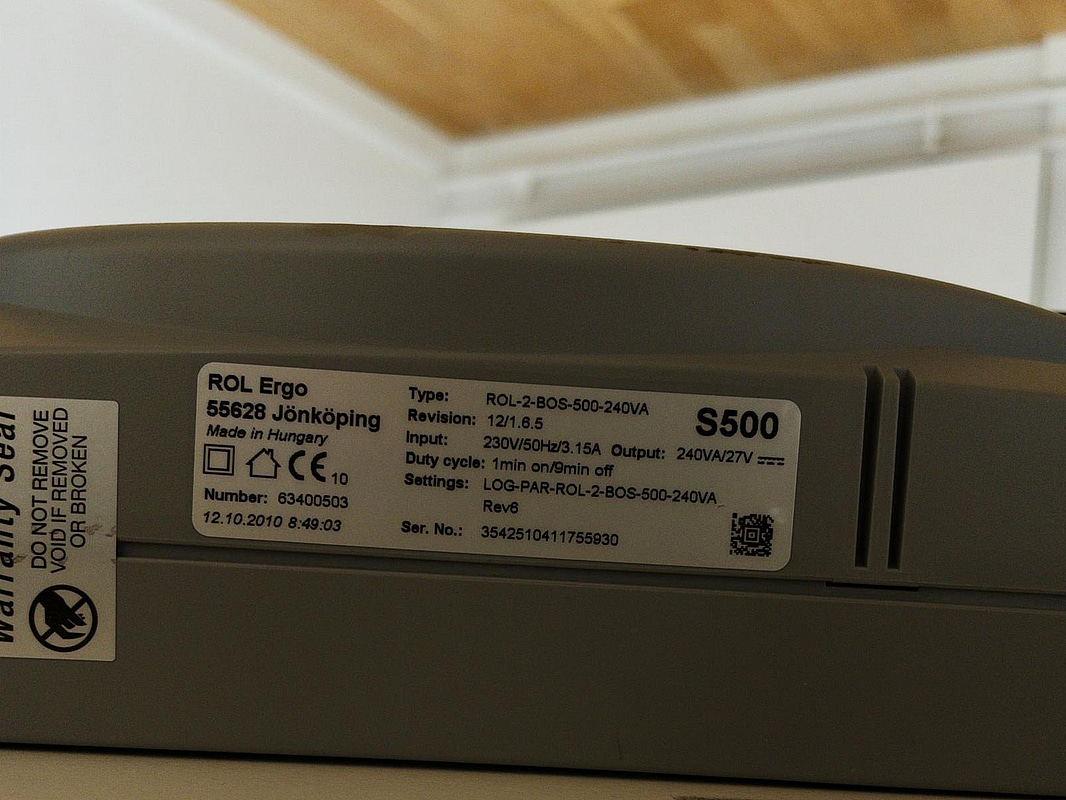 Warranty Seal
DO NOT REMOVE
VOID IF REMOVED
OR BROKEN
ROL Ergo
55628 Jönköping
Made in Hungary
CE 10
Number: 63400503
12.10.2010 8:49:03
Type: ROL-2-BOS-500-240VA
Revision: 12/1.6.5
Input: 230V/50Hz/3.15A Output: 240VA/27V
Duty cycle: 1min on/9min off
Settings: LOG-PAR-ROL-2-BOS-500-240VA
Rev6
Ser. No.: 3542510411755930
S500